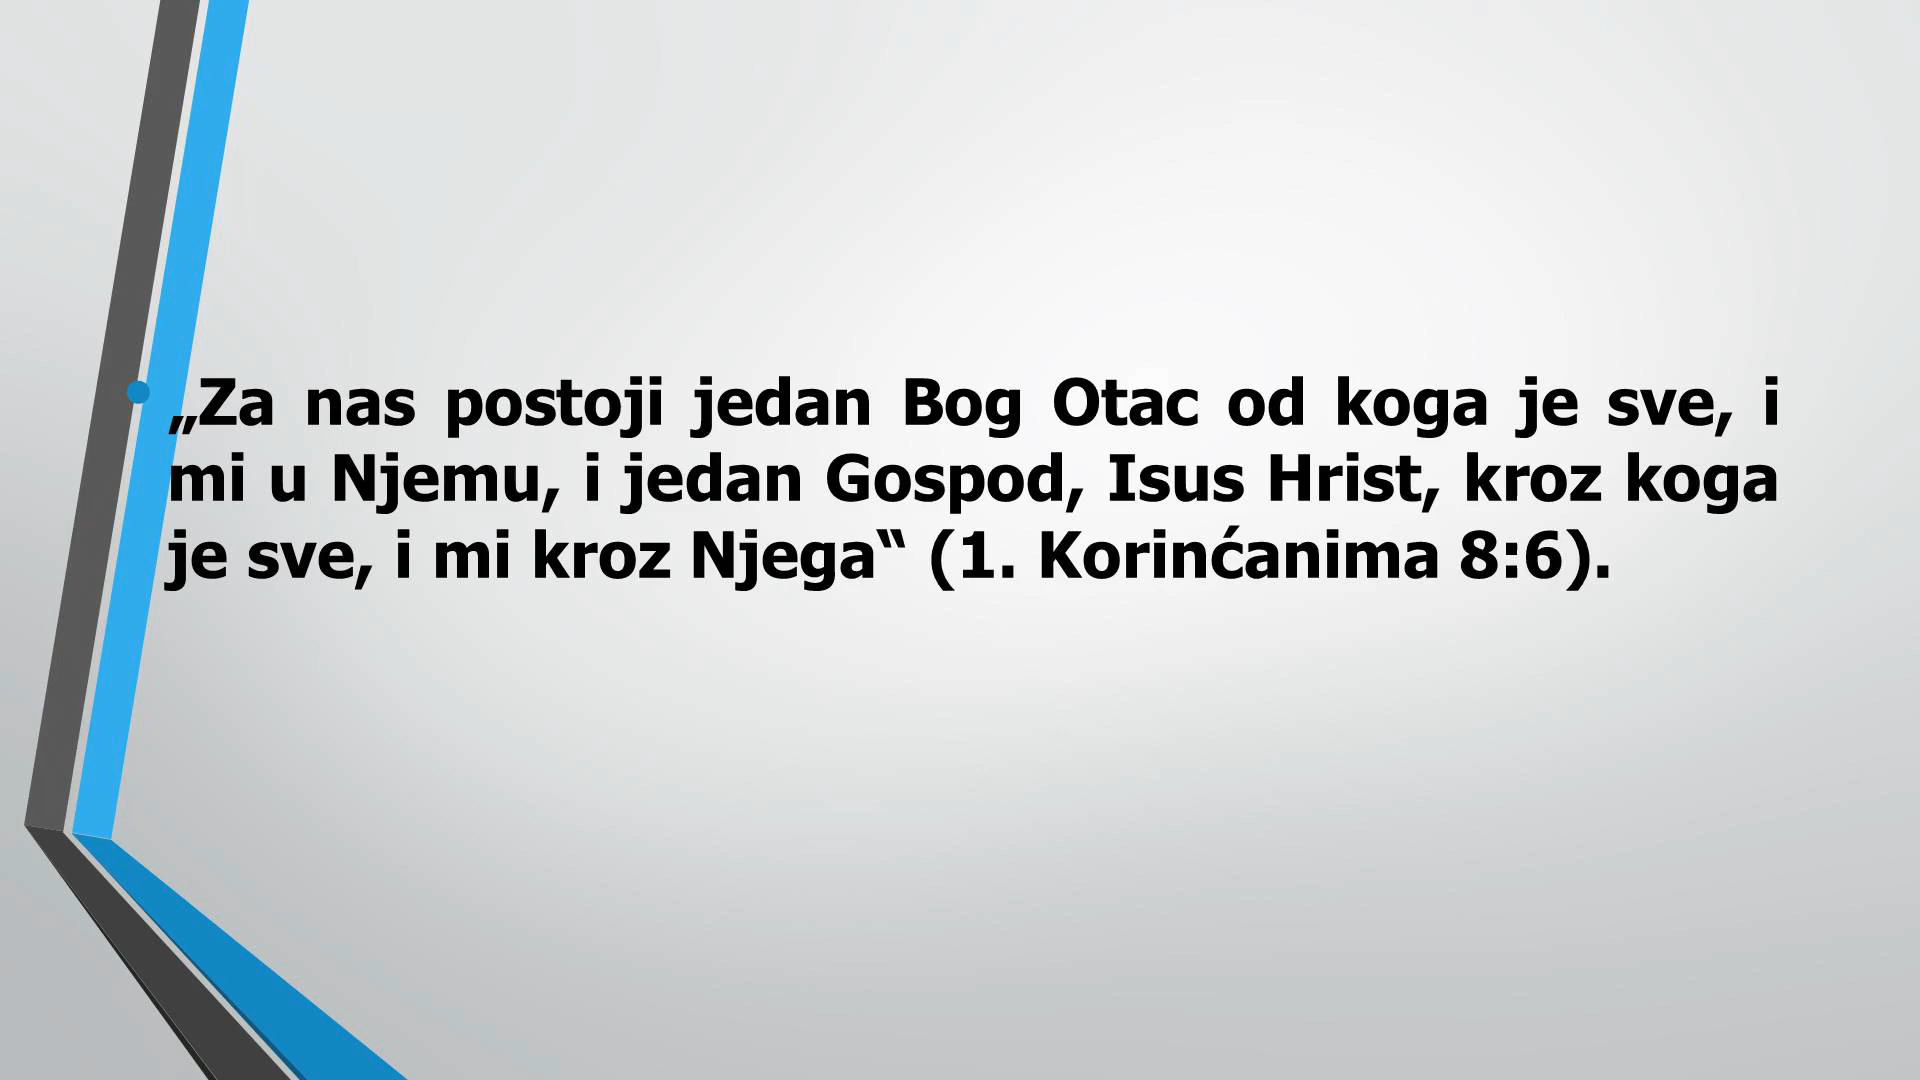 „Za nas postoji jedan Bog Otac od koga je sve, i
mi u Njemu, i jedan Gospod, Isus Hrist, kroz koga
je sve, i mi kroz Njega“ (1. Korinćanima 8:6).